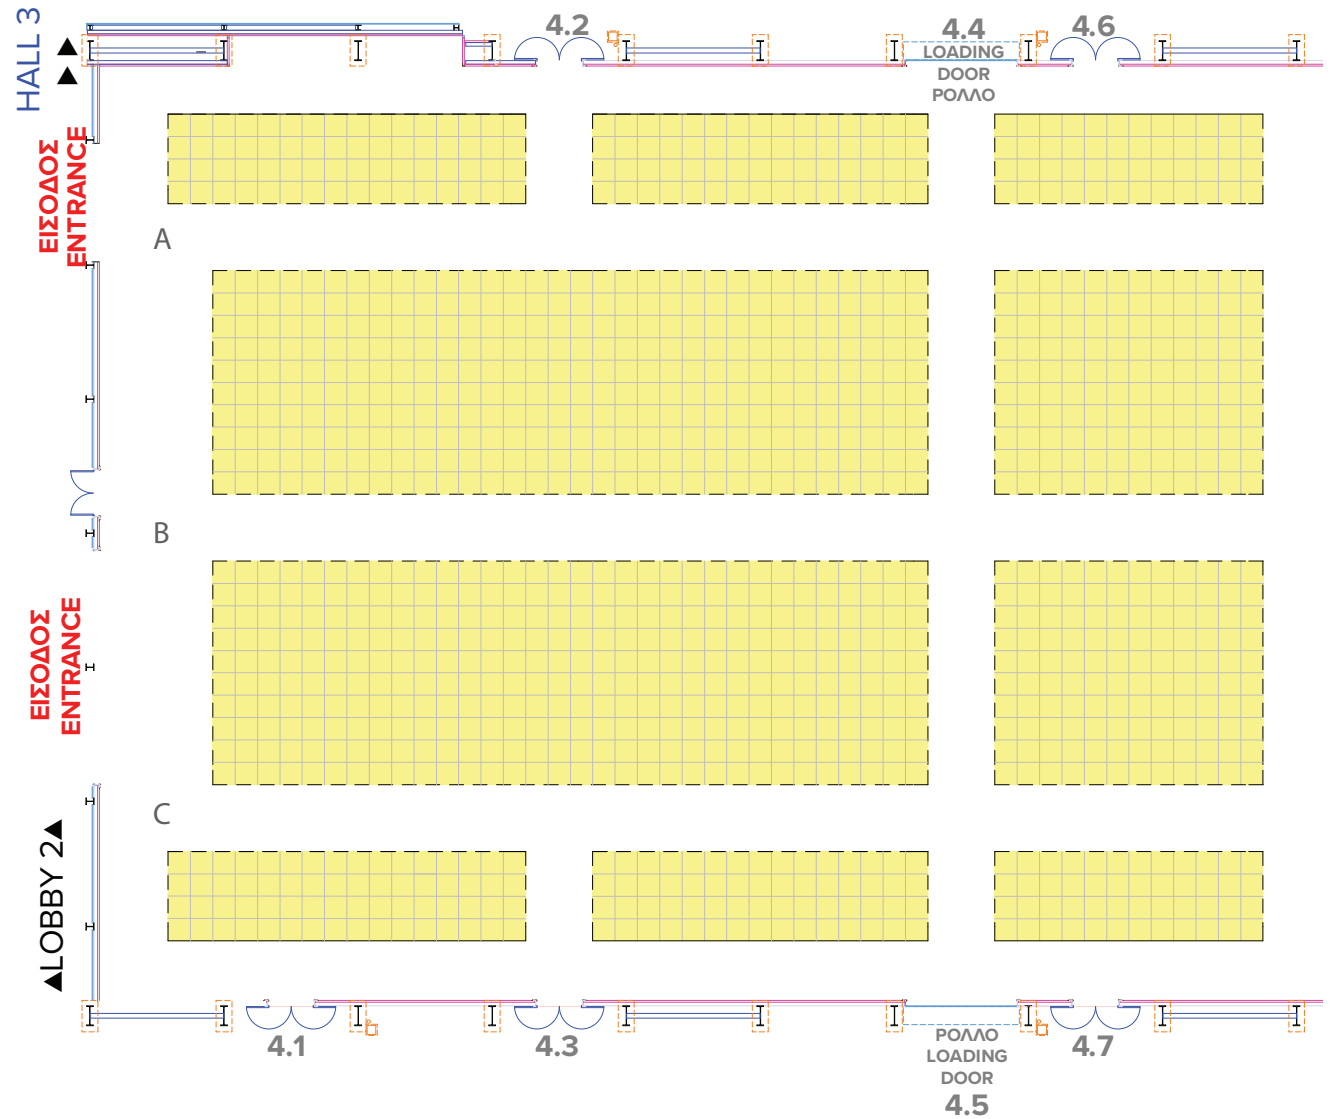 HALL 3
4.2
4.4
LOADING
DOOR
ΡΟΛΛΟ
4.6
ΕΙΣΟΔΟΣ
ENTRANCE
A
B
ΕΙΣΟΔΟΣ
ENTRANCE
C
LOBBY 2
4.1
4.3
ΡΟΛΛΟ
LOADING
DOOR
4.5
4.7